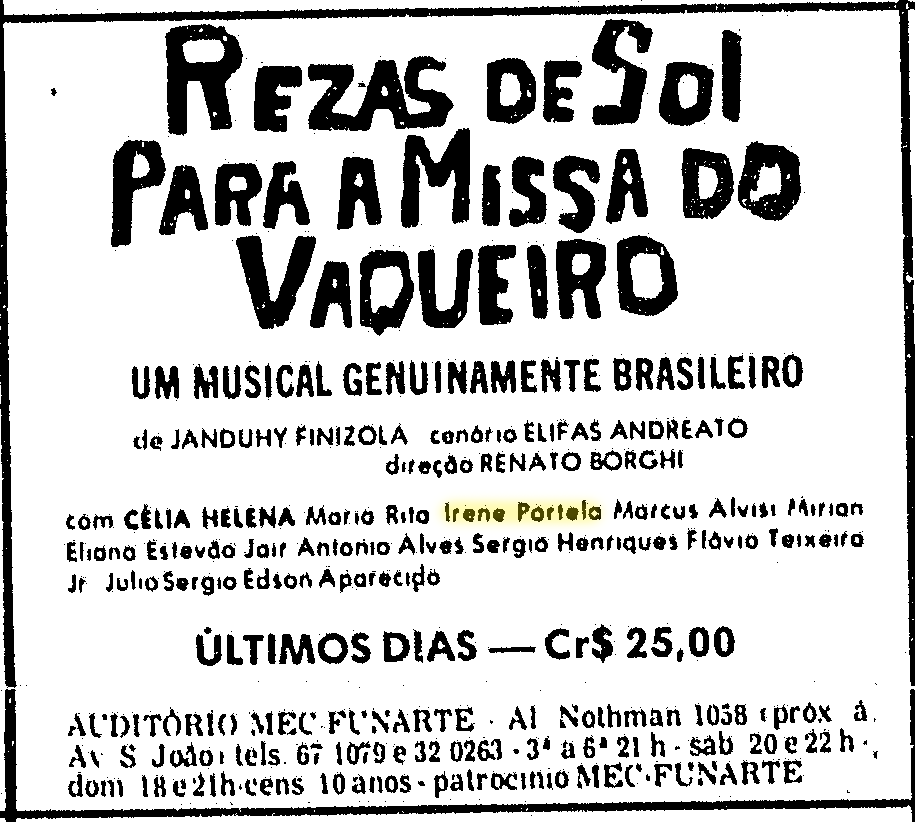 REZAS DE SOL
PARA A MISSA DO
VAQUEIRO
UM MUSICAL GENUINAMENTE BRASILEIRO
de JANDUHY FINIZOLA cenário ELIFAS ANDREATO
direção RENATO BORGHI
com CÉLIA HELENA Maria Rita Irene Portela Marcus Alvisi Mirian
Eliana Estevão Jair Antonio Alves Sergio Henriques Flávio Teixeira
Jr Julio Sergio Edson Aparecido
ÚLTIMOS DIAS — Cr$ 25,00
AUDITÓRIO MEC-FUNARTE - Al Nothman 1058 (próx à
Av S João) tels. 67 1079 e 32 0263 - 3ª a 6ª 21 h - sáb 20 e 22 h -
dom 18 e 21h-cens 10 anos - patrocínio MEC-FUNARTE